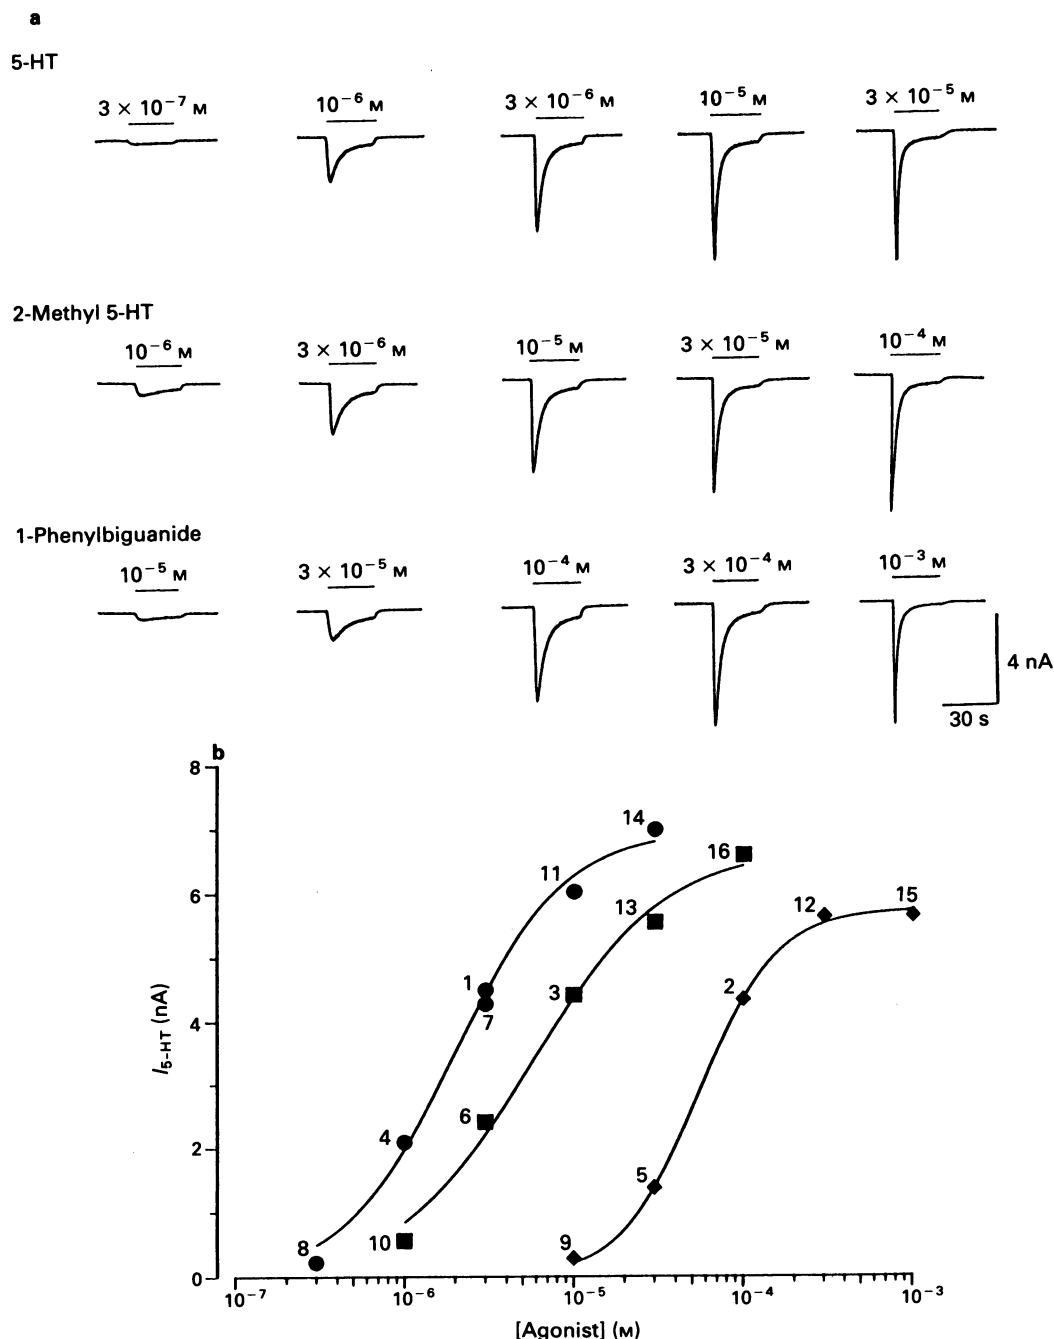 a
5-HT
3 × 10⁻⁷ M
10⁻⁶ M
3 × 10⁻⁶ M
10⁻⁵ M
3 × 10⁻⁵ M
2-Methyl 5-HT
10⁻⁶ M
3 × 10⁻⁶ M
10⁻⁵ M
3 × 10⁻⁵ M
10⁻⁴ M
1-Phenylbiguanide
10⁻⁵ M
3 × 10⁻⁵ M
10⁻⁴ M
3 × 10⁻⁴ M
10⁻³ M
4 nA
30 s
b
8
6
4
2
0
I₅₋HT (nA)
14
11
1
7
4
8
16
13
3
6
10
12
15
2
5
9
10⁻⁷
10⁻⁶
10⁻⁵
10⁻⁴
10⁻³
[Agonist] (M)